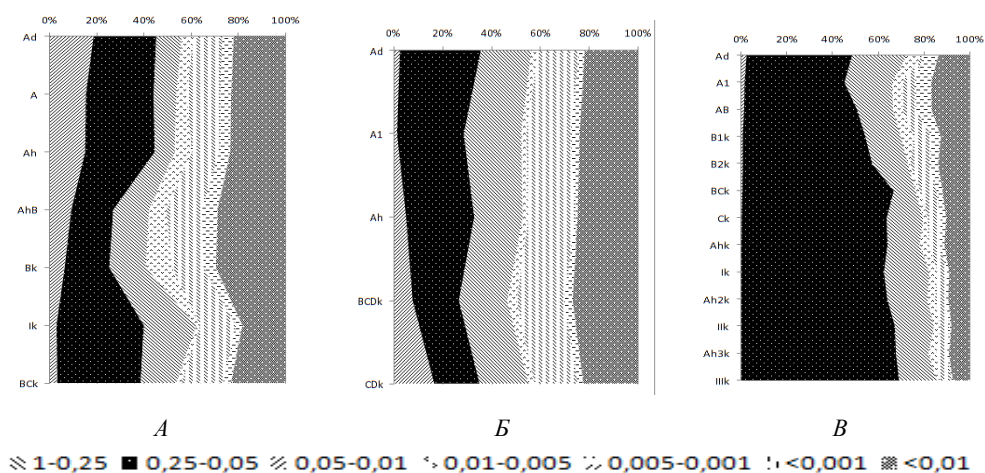 0% 20% 40% 60% 80% 100%
Ad
A
Ah
AhB
Bk
Ik
BCk
0% 20% 40% 60% 80% 100%
Ad
A1
Ah
BCDk
CDk
0% 20% 40% 60% 80% 100%
Ad
A1
AB
B1k
B2k
BCk
Ck
Ahk
Ik
Ah2k
IIk
Ah3k
IIIk
А Б В
1-0,25 0,25-0,05 0,05-0,01 0,01-0,005 0,005-0,001 <0,001 <0,01